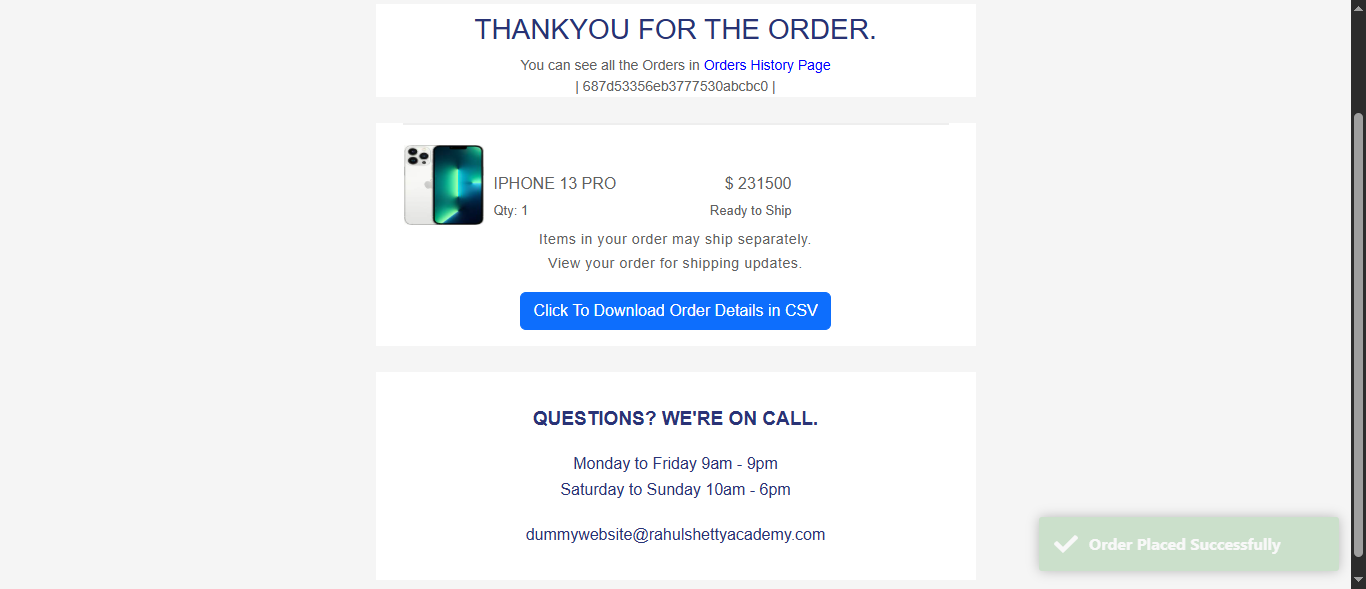 THANKYOU FOR THE ORDER.
You can see all the Orders in Orders History Page
| 687d53356eb3777530abcbc0 |
IPHONE 13 PRO
$ 231500
Qty: 1
Ready to Ship
Items in your order may ship separately.
View your order for shipping updates.
Click To Download Order Details in CSV
QUESTIONS? WE'RE ON CALL.
Monday to Friday 9am - 9pm
Saturday to Sunday 10am - 6pm
dummywebsite@rahulshettyacademy.com
Order Placed Successfully